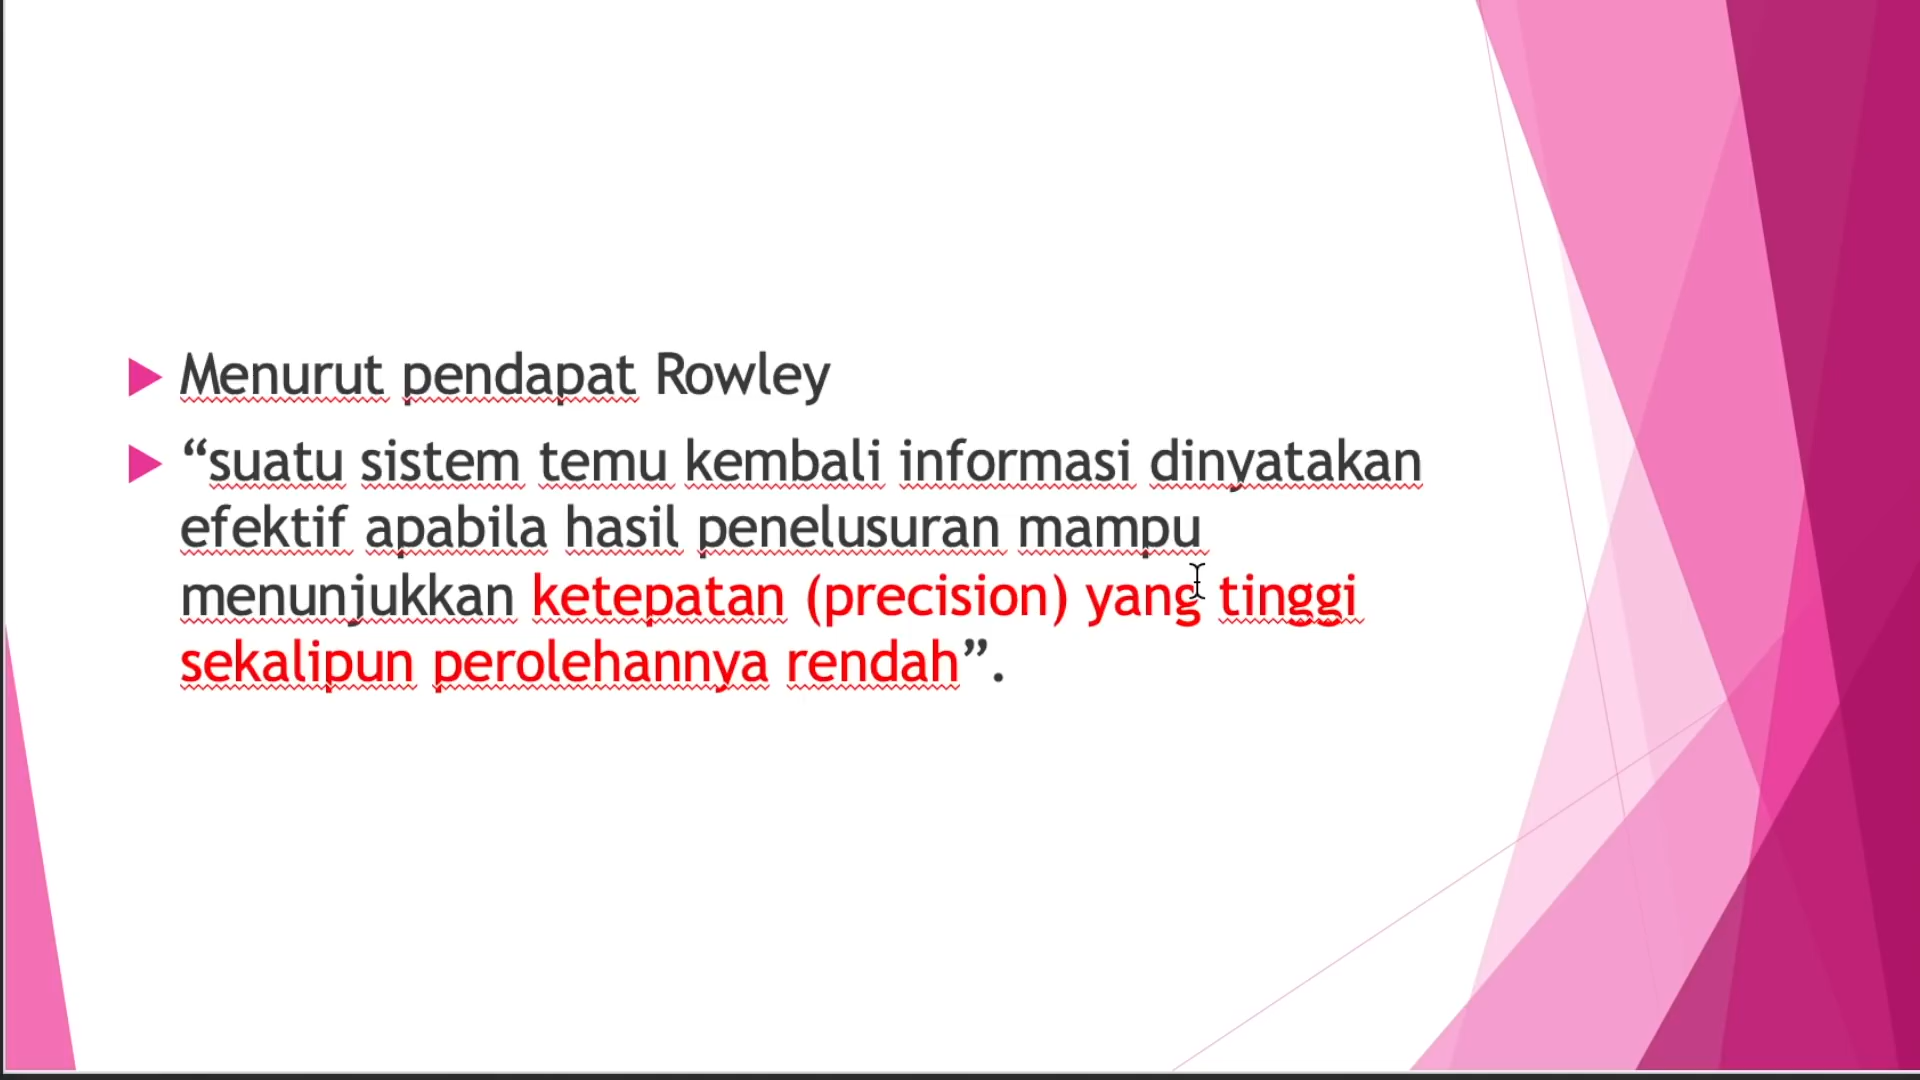 Menurut pendapat Rowley
“suatu sistem temu kembali informasi dinyatakan
efektif apabila hasil penelusuran mampu
menunjukkan ketepatan (precision) yang tinggi
sekalipun perolehannya rendah”.